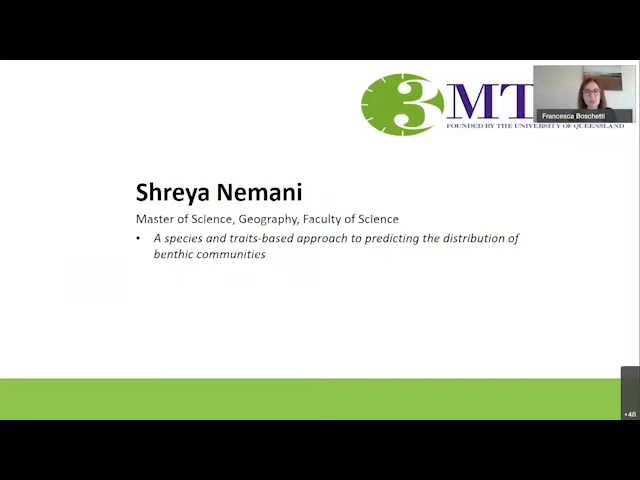 3MT
Francesca Boschetti
FOUNDED BY THE UNIVERSITY OF QUEENSLAND
Shreya Nemani
Master of Science, Geography, Faculty of Science
• A species and traits-based approach to predicting the distribution of
benthic communities
+48